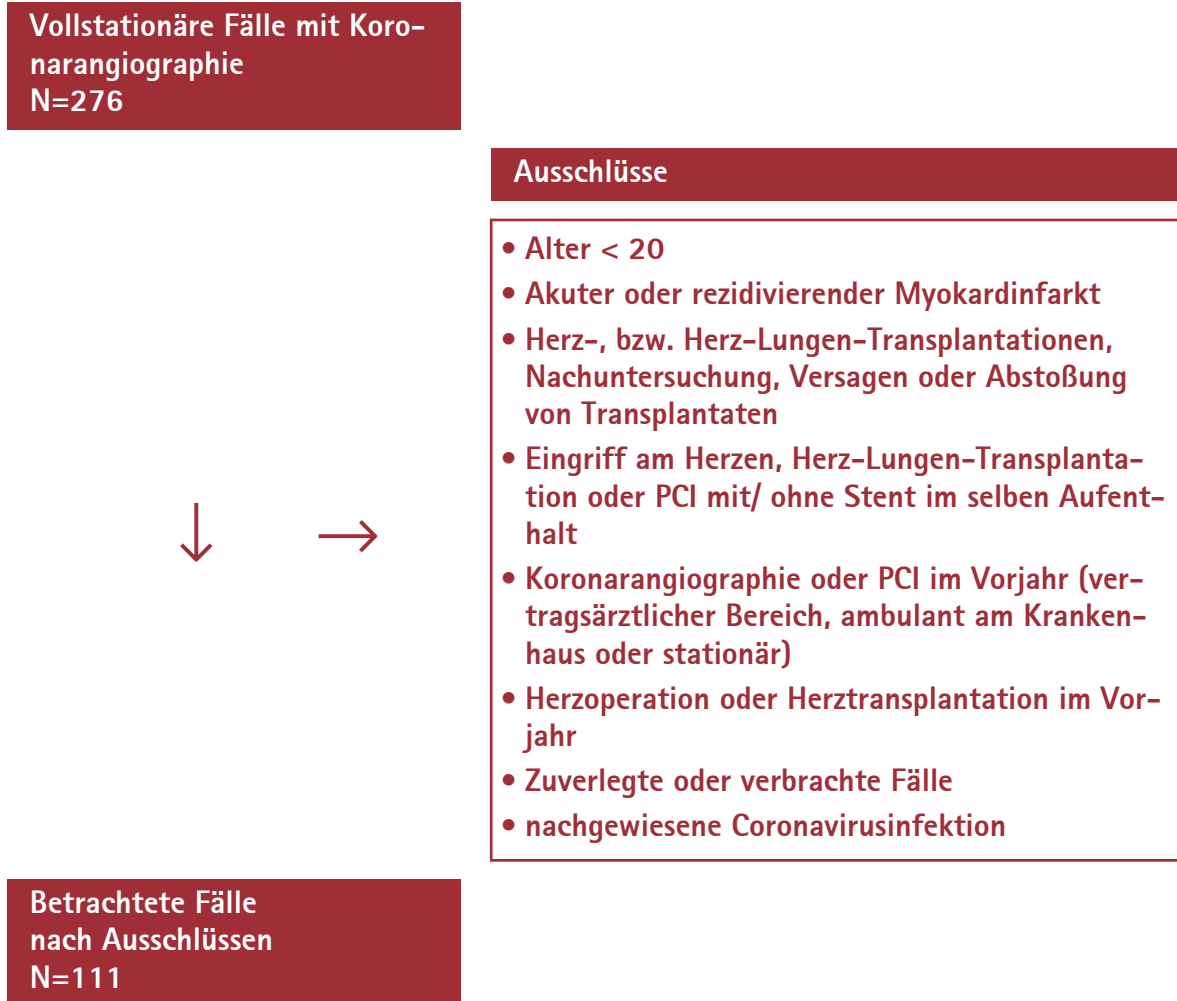 Vollstationäre Fälle mit Koro-
narangiographie
N=276
Ausschlüsse
• Alter < 20
• Akuter oder rezidivierender Myokardinfarkt
• Herz-, bzw. Herz-Lungen-Transplantationen,
Nachuntersuchung, Versagen oder Abstoßung
von Transplantaten
• Eingriff am Herzen, Herz-Lungen-Transplanta-
tion oder PCI mit/ ohne Stent im selben Aufent-
halt
• Koronarangiographie oder PCI im Vorjahr (ver-
tragsärztlicher Bereich, ambulant am Kranken-
haus oder stationär)
• Herzoperation oder Herztransplantation im Vor-
jahr
• Zuverlegte oder verbrachte Fälle
• nachgewiesene Coronavirusinfektion
Betrachtete Fälle
nach Ausschlüssen
N=111